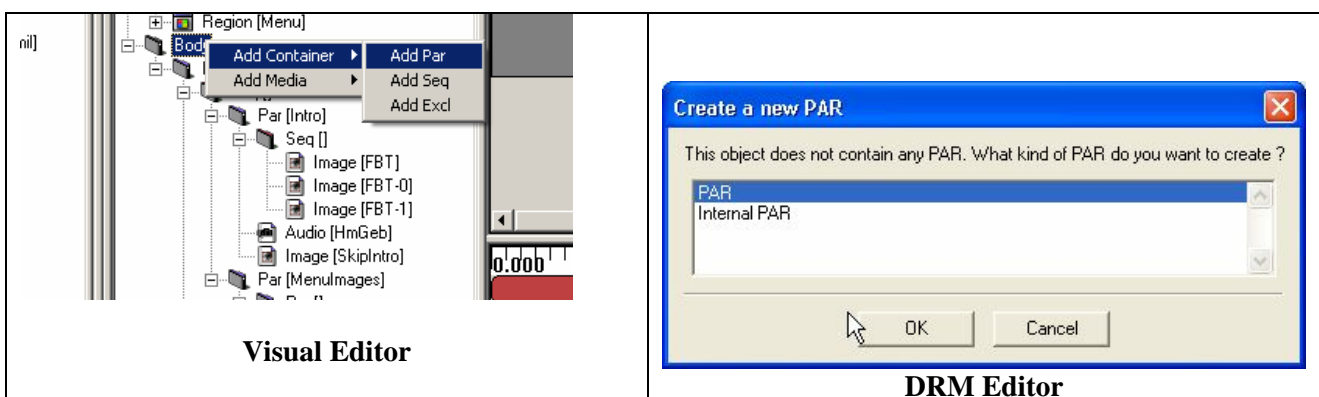 Region [Menu]
nil]
Add Container
Add Par
Add Media
Add Seq
Add Excl
Par [Intro]
Seq []
Image [FBT]
Image [FBT-0]
Image [FBT-1]
Audio [HmGeb]
Image [SkipIntro]
Par [MenuImages]
0.000
Visual Editor
Create a new PAR
This object does not contain any PAR. What kind of PAR do you want to create ?
PAR
Internal PAR
OK
Cancel
DRM Editor